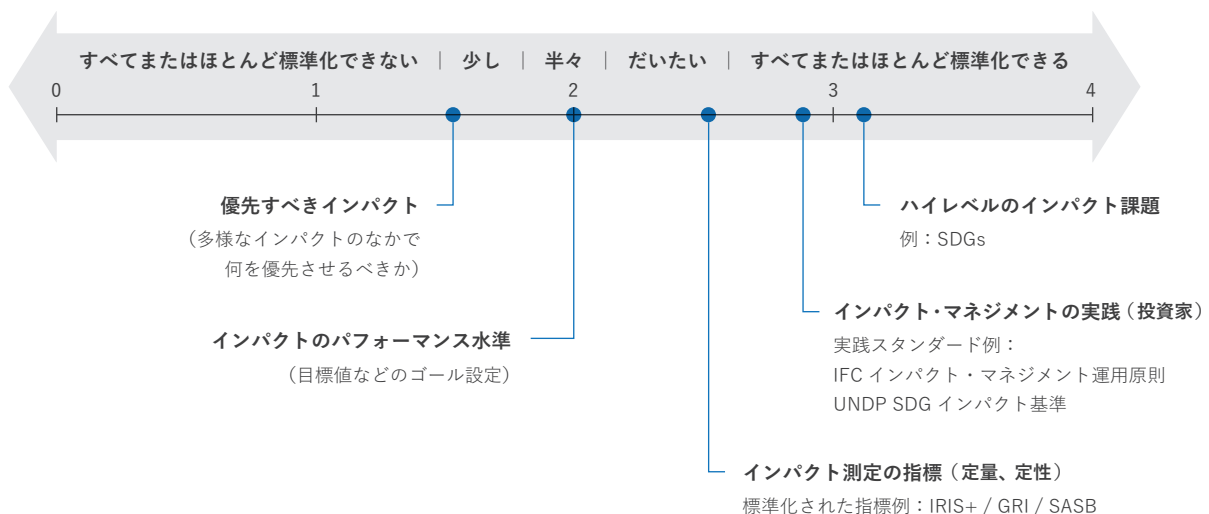 すべてまたはほとんど標準化できない | 少し | 半々 | だいたい | すべてまたはほとんど標準化できる
0 1 2 3 4
優先すべきインパクト
(多様なインパクトのなかで
何を優先させるべきか)
ハイレベルのインパクト課題
例:SDGs
インパクトのパフォーマンス水準
(目標値などのゴール設定)
インパクト・マネジメントの実践(投資家)
実践スタンダード例:
IFC インパクト・マネジメント運用原則
UNDP SDG インパクト基準
インパクト測定の指標(定量、定性)
標準化された指標例:IRIS+ / GRI / SASB